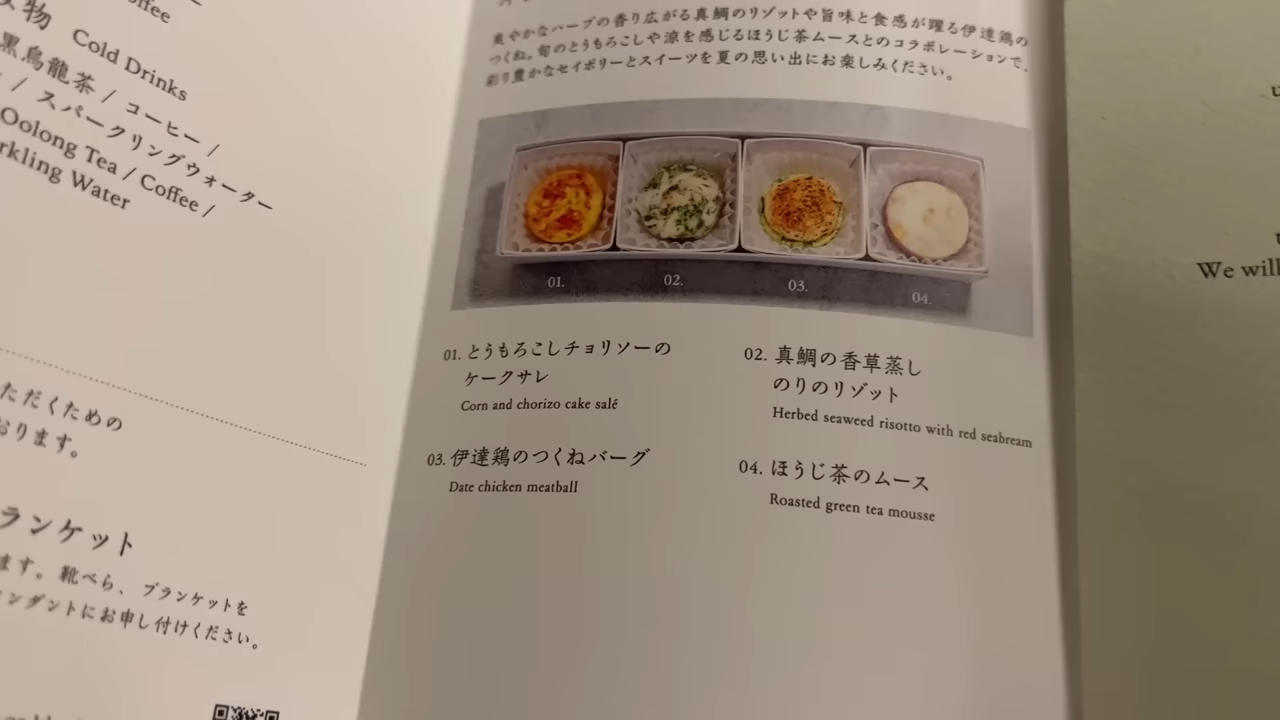 物 Cold Drinks
黒烏龍茶 / コーヒー /
/ スパークリングウォーター
Oolong Tea / Coffee /
Water
ただくための
おります。
ランケット
ます。靴べら、ブランケットを
ンダントにお申し付けください。
爽やかなハーブの香り広がる真鯛のリゾットや旨味と食感が躍る伊達鶏の
つくね。旬のとうもろこしや涼を感じるほうじ茶ムースとのコラボレーションで、
彩り豊かなセイボリーとスイーツを夏の思い出にお楽しみください。
01.
02.
03.
04.
01. とうもろこしチョリソーの
ケークサレ
Corn and chorizo cake salé
02. 真鯛の香草蒸し
のりのリゾット
Herbed seaweed risotto with red seabream
03. 伊達鶏のつくねバーグ
Date chicken meatball
04. ほうじ茶のムース
Roasted green tea mousse
We will